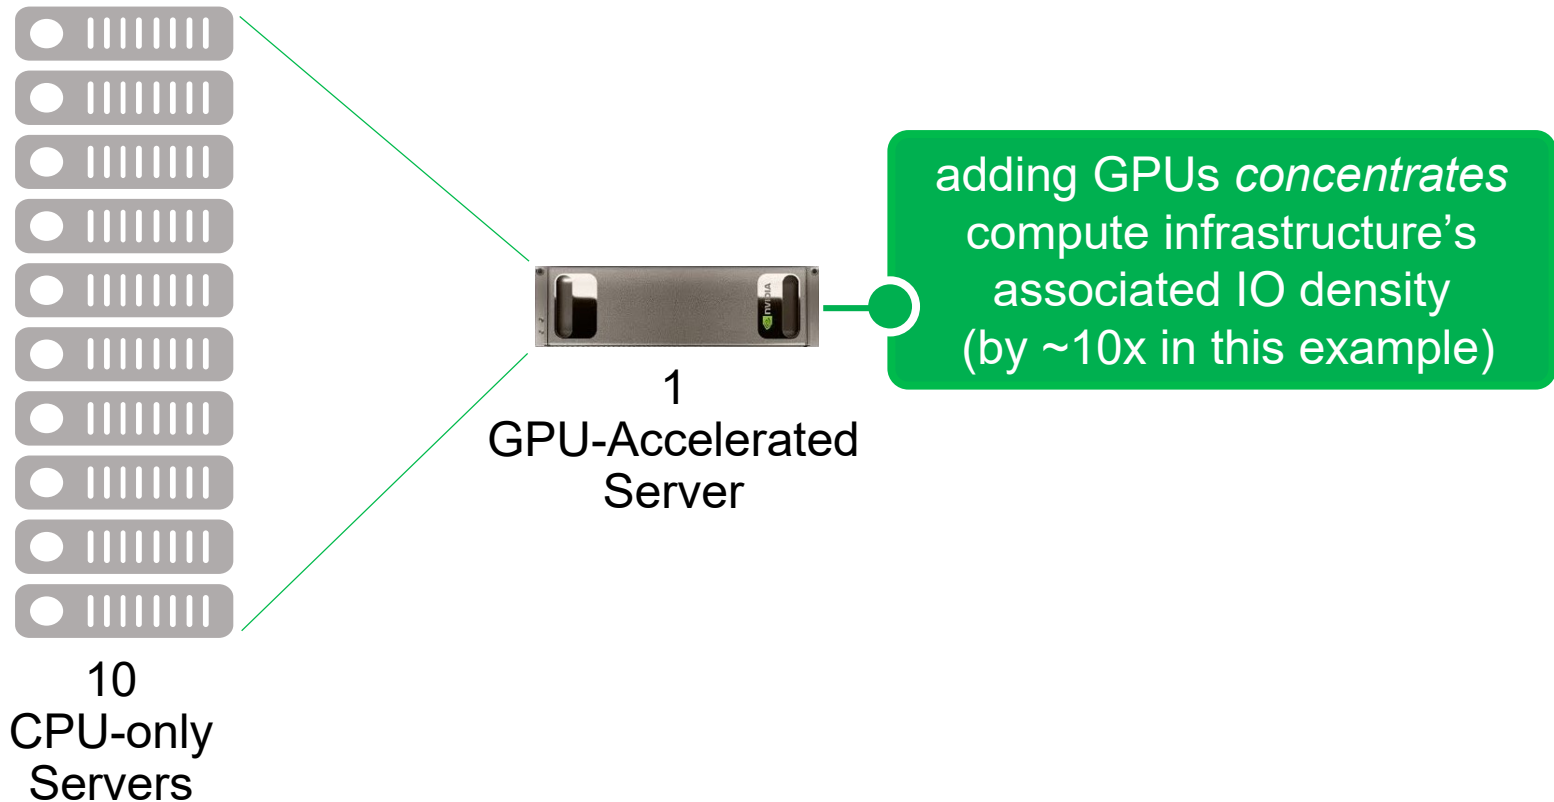 adding GPUs concentrates
compute infrastructure’s
associated IO density
(by ~10x in this example)
nVIDIA
1
GPU-Accelerated
Server
10
CPU-only
Servers